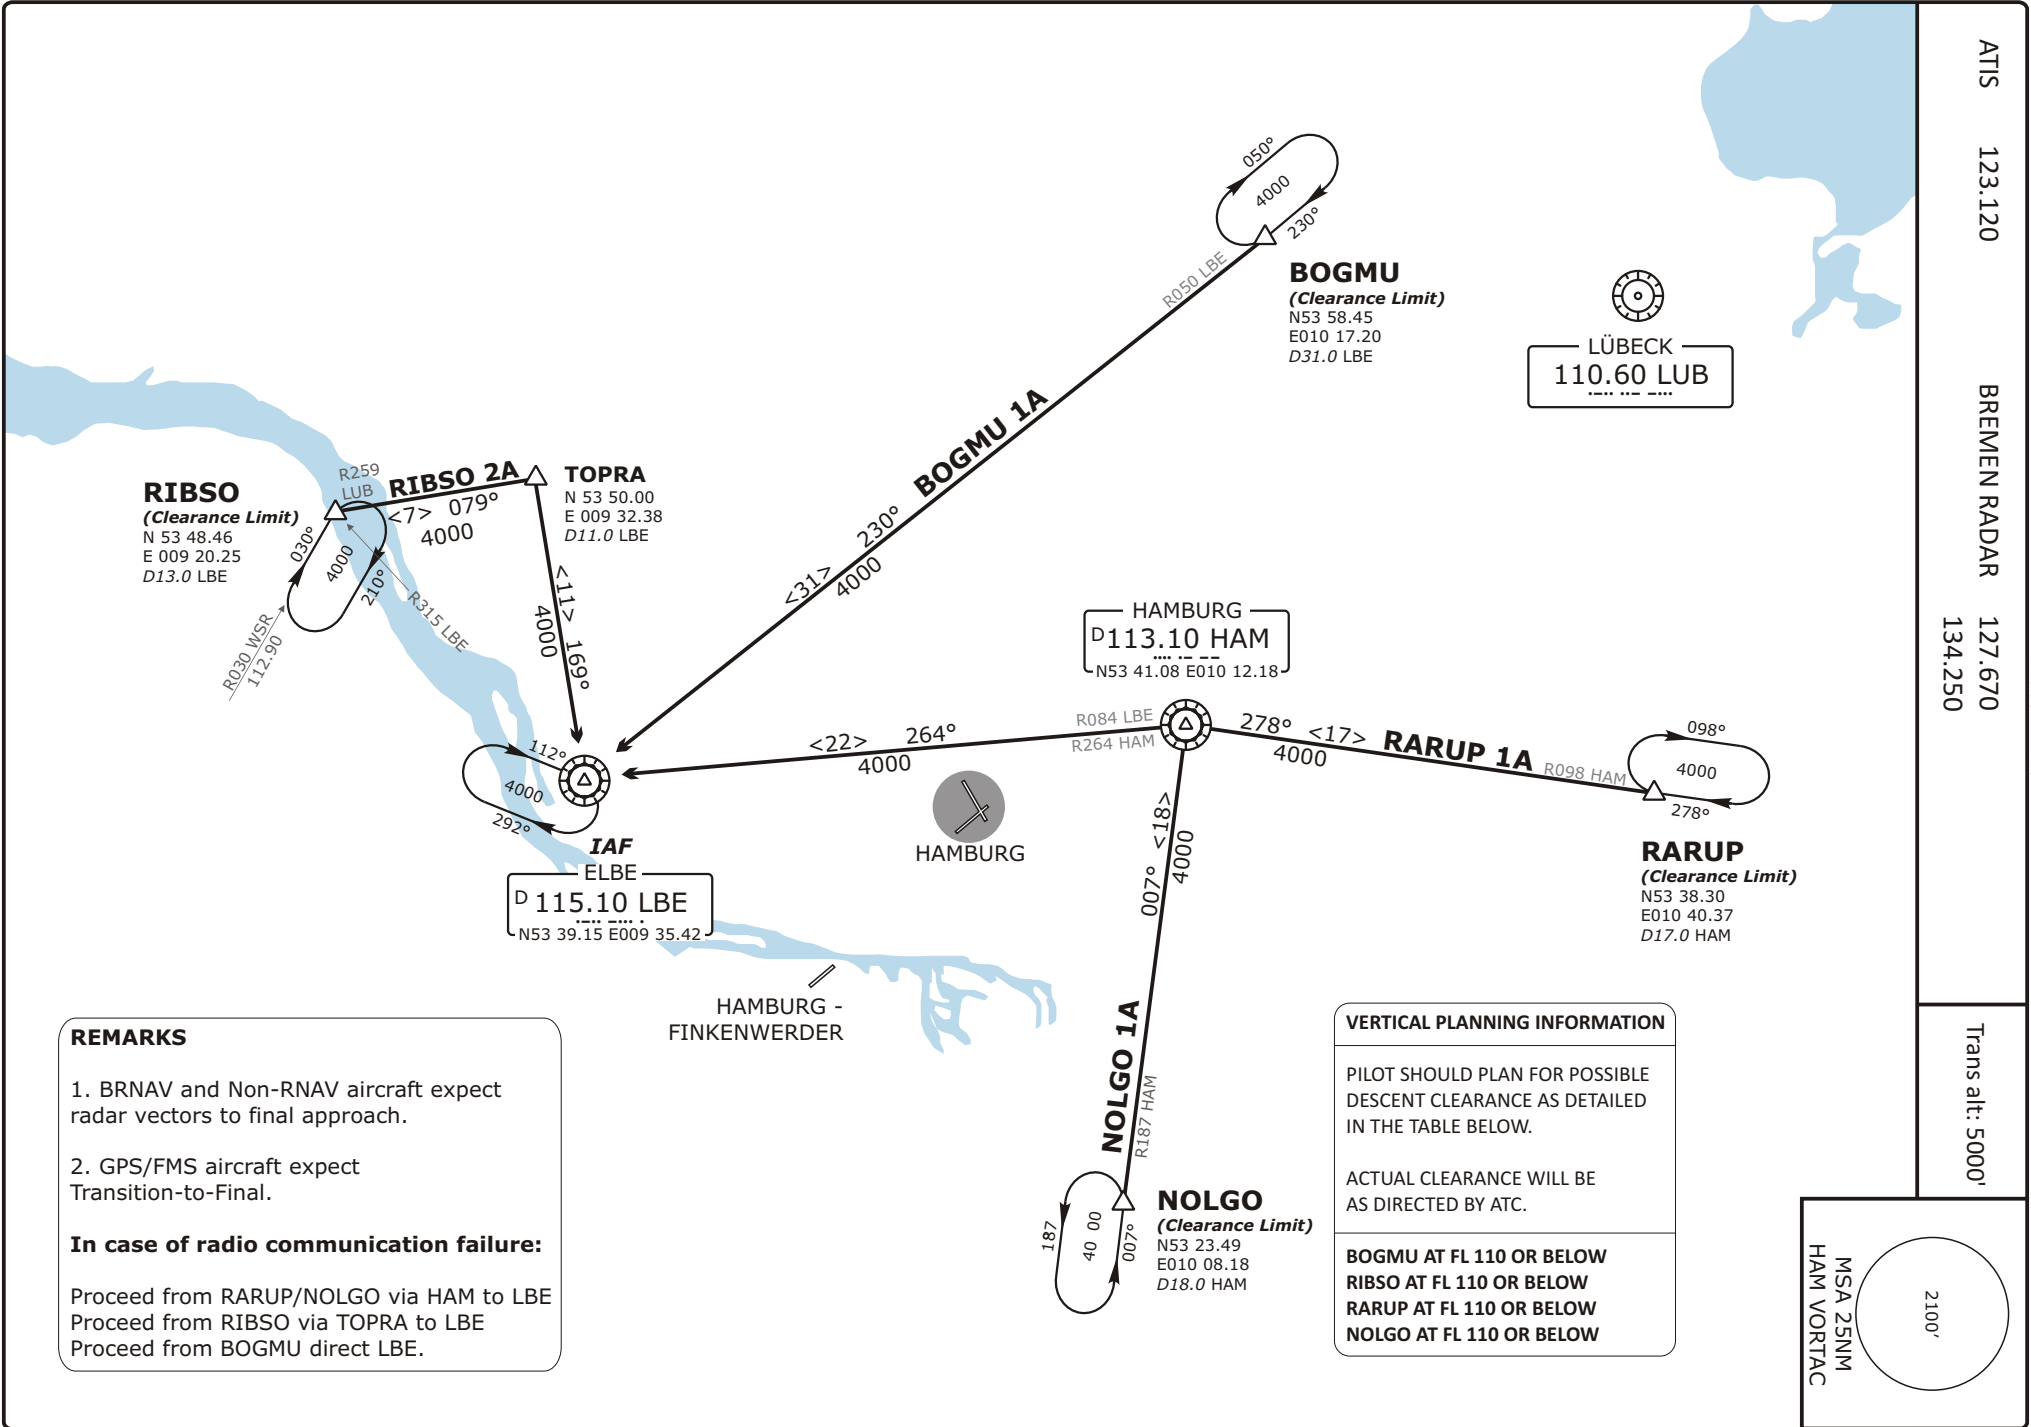 ATIS 123.120
BREMEN RADAR 127.670
134.250
Trans alt: 5000'
MSA 25NM
HAM VORTAC
2100'
050°
4000
230°
R050 LBE
BOGMU
(Clearance Limit)
N53 58.45
E010 17.20
D31.0 LBE
LÜBECK
110.60 LUB
BOGMU 1A
230°
<31>
4000
RIBSO
(Clearance Limit)
N 53 48.46
E 009 20.25
D13.0 LBE
R259
LUB
RIBSO 2A
<7> 079°
4000
TOPRA
N 53 50.00
E 009 32.38
D11.0 LBE
030°
4000
210°
R315 LBE
R030 WSR
112.90
<11> 169°
4000
HAMBURG
D 113.10 HAM
N53 41.08 E010 12.18
R084 LBE
R264 HAM
<22> 264°
4000
278° <17> RARUP 1A
4000
R098 HAM
098°
4000
278°
RARUP
(Clearance Limit)
N53 38.30
E010 40.37
D17.0 HAM
112°
4000
292°
IAF
ELBE
D 115.10 LBE
N53 39.15 E009 35.42
HAMBURG
HAMBURG -
FINKENWERDER
007° <18>
4000
NOLGO 1A
R187 HAM
187
40 00
007°
NOLGO
(Clearance Limit)
N53 23.49
E010 08.18
D18.0 HAM
REMARKS
1. BRNAV and Non-RNAV aircraft expect
radar vectors to final approach.
2. GPS/FMS aircraft expect
Transition-to-Final.
In case of radio communication failure:
Proceed from RARUP/NOLGO via HAM to LBE
Proceed from RIBSO via TOPRA to LBE
Proceed from BOGMU direct LBE.
VERTICAL PLANNING INFORMATION
PILOT SHOULD PLAN FOR POSSIBLE
DESCENT CLEARANCE AS DETAILED
IN THE TABLE BELOW.
ACTUAL CLEARANCE WILL BE
AS DIRECTED BY ATC.
BOGMU AT FL 110 OR BELOW
RIBSO AT FL 110 OR BELOW
RARUP AT FL 110 OR BELOW
NOLGO AT FL 110 OR BELOW